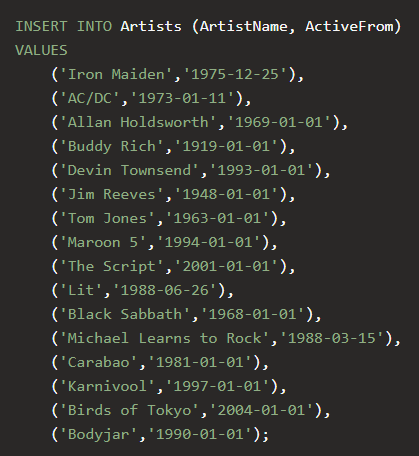 INSERT INTO Artists (ArtistName, ActiveFrom)
VALUES
    ('Iron Maiden','1975-12-25'),
    ('AC/DC','1973-01-11'),
    ('Allan Holdsworth','1969-01-01'),
    ('Buddy Rich','1919-01-01'),
    ('Devin Townsend','1993-01-01'),
    ('Jim Reeves','1948-01-01'),
    ('Tom Jones','1963-01-01'),
    ('Maroon 5','1994-01-01'),
    ('The Script','2001-01-01'),
    ('Lit','1988-06-26'),
    ('Black Sabbath','1968-01-01'),
    ('Michael Learns to Rock','1988-03-15'),
    ('Carabao','1981-01-01'),
    ('Karnivool','1997-01-01'),
    ('Birds of Tokyo','2004-01-01'),
    ('Bodyjar','1990-01-01');